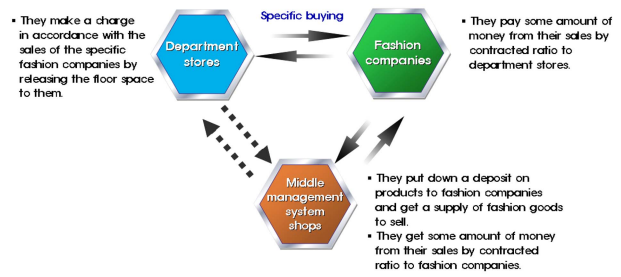 Specific buying
▪ They make a charge
in accordance with the
sales of the specific
fashion companies by
releasing the floor space
to them.
Department
stores
Fashion
companies
▪ They pay some amount of
money from their sales by
contracted ratio to
department stores.
Middle
management
system
shops
▪ They put down a deposit on
products to fashion companies
and get a supply of fashion goods
to sell.
▪ They get some amount of money
from their sales by contracted
ratio to fashion companies.